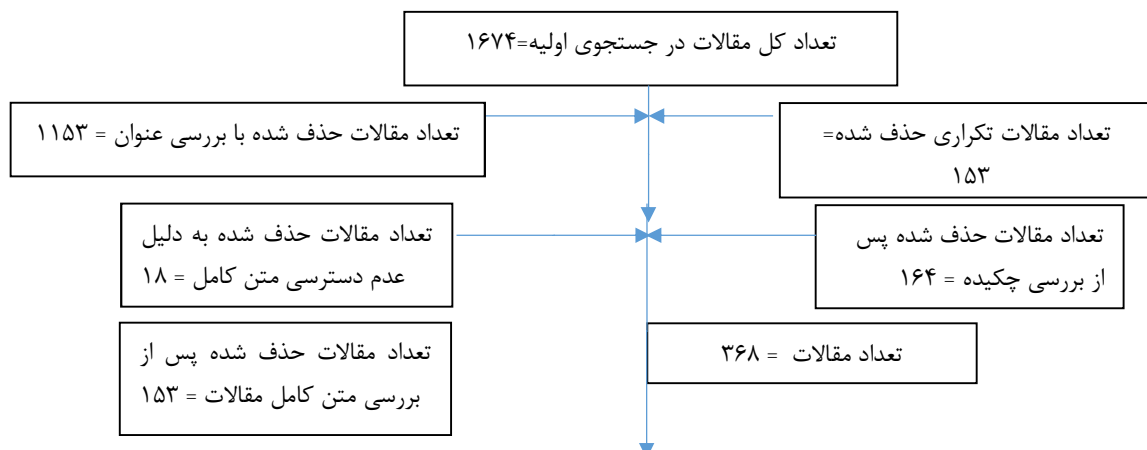 تعداد کل مقالات در جستجوی اولیه=۱۶۷۴
تعداد مقالات تکراری حذف شده=
۱۵۳
تعداد مقالات حذف شده با بررسی عنوان = ۱۱۵۳
تعداد مقالات حذف شده پس
از بررسی چکیده = ۱۶۴
تعداد مقالات حذف شده به دلیل
عدم دسترسی متن کامل = ۱۸
تعداد مقالات = ۳۶۸
تعداد مقالات حذف شده پس از
بررسی متن کامل مقالات = ۱۵۳